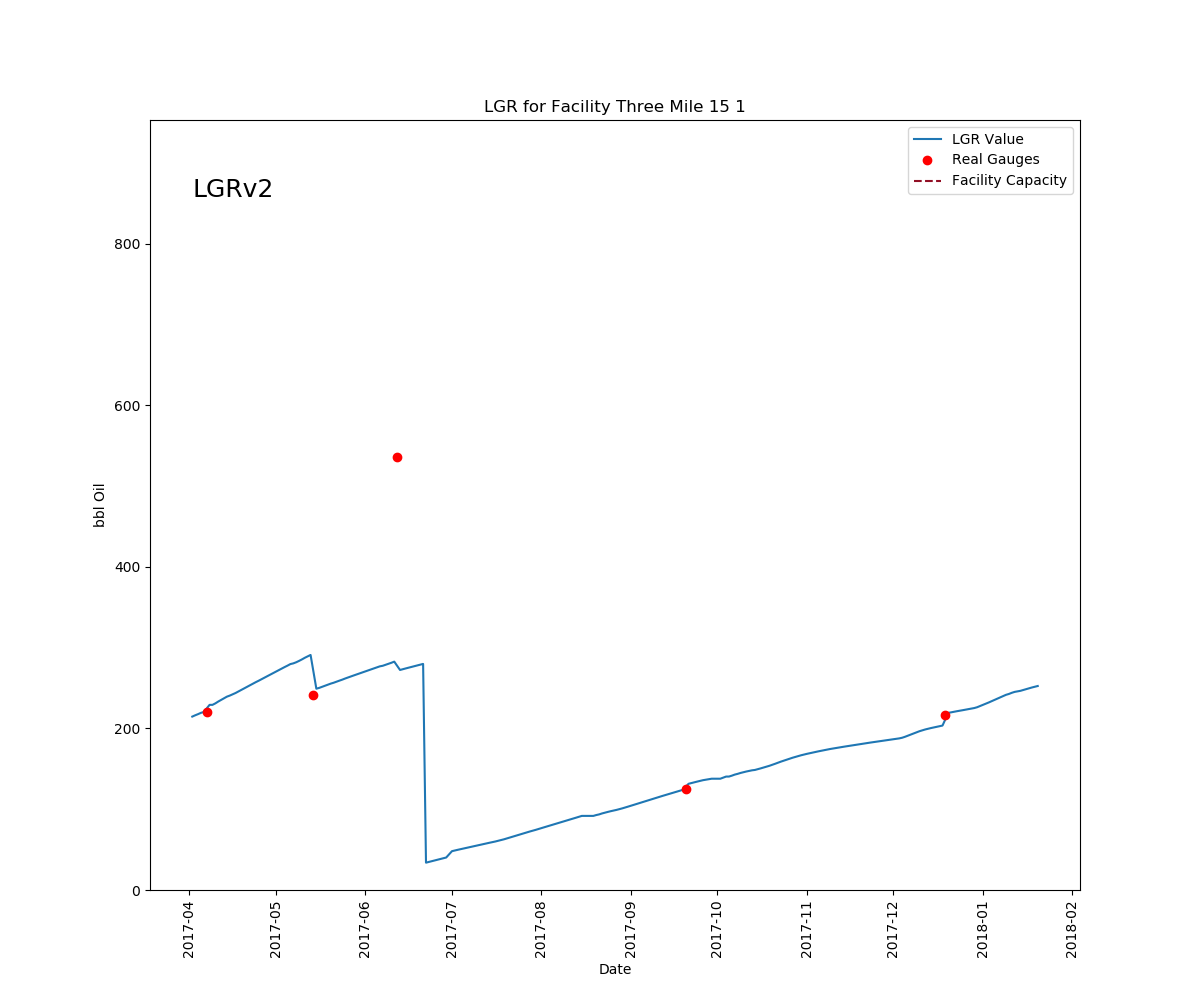 LGR for Facility Three Mile 15 1
LGR Value
Real Gauges
Facility Capacity
LGRv2
bbl Oil
800
600
400
200
0
2017-04
2017-05
2017-06
2017-07
2017-08
2017-09
2017-10
2017-11
2017-12
2018-01
2018-02
Date